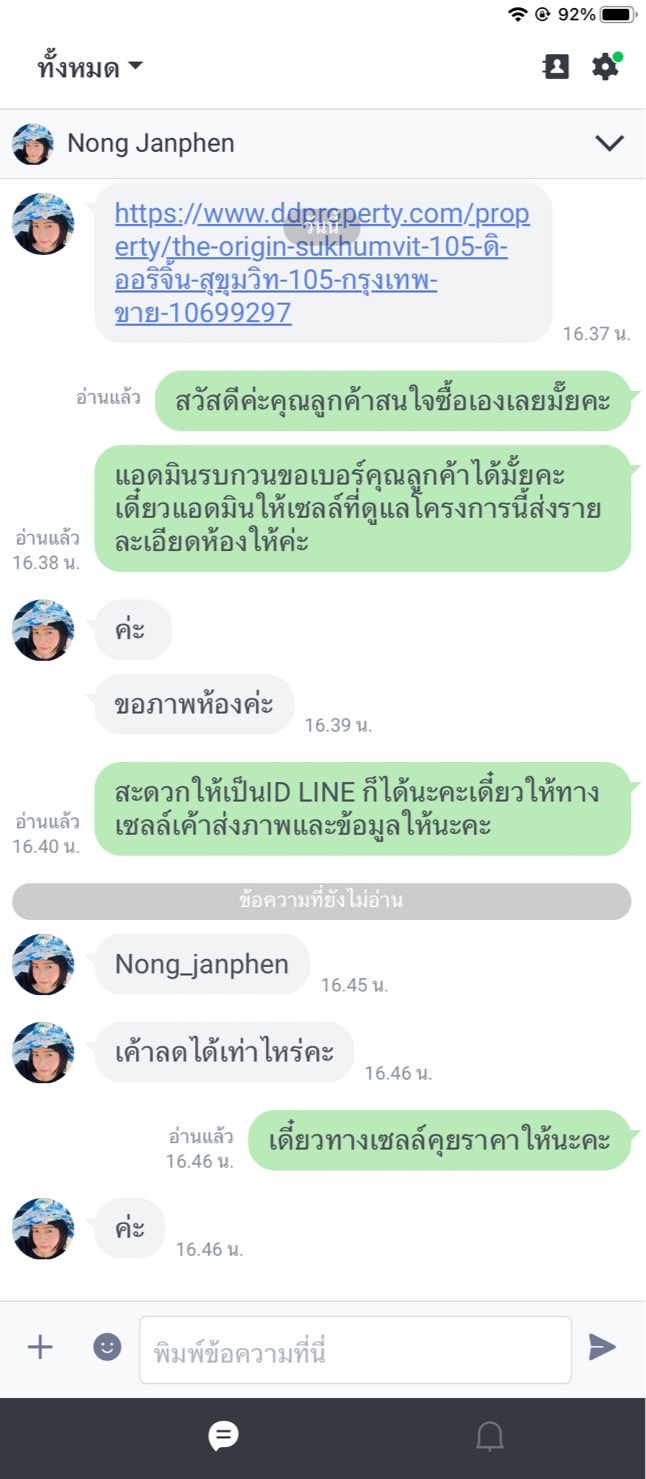 92%
ทั้งหมด
Nong Janphen
https://www.ddproperty.com/prop
วันนี้
erty/the-origin-sukhumvit-105-ดิ-
ออริจิ้น-สุขุมวิท-105-กรุงเทพ-
ขาย-10699297
16.37 น.
อ่านแล้ว
สวัสดีค่ะคุณลูกค้าสนใจซื้อเองเลยมั๊ยคะ
แอดมินรบกวนขอเบอร์คุณลูกค้าได้มั้ยคะ
เดี๋ยวแอดมินให้เซลล์ที่ดูแลโครงการนี้ส่งราย
ละเอียดห้องให้ค่ะ
อ่านแล้ว
16.38 น.
ค่ะ
ขอภาพห้องค่ะ
16.39 น.
สะดวกให้เป็นID LINE ก็ได้นะคะเดี๋ยวให้ทาง
เซลล์เค้าส่งภาพและข้อมูลให้นะคะ
อ่านแล้ว
16.40 น.
ข้อความที่ยังไม่อ่าน
Nong_janphen
16.45 น.
เค้าลดได้เท่าไหร่คะ
16.46 น.
อ่านแล้ว
16.46 น.
เดี๋ยวทางเซลล์คุยราคาให้นะคะ
ค่ะ
16.46 น.
พิมพ์ข้อความที่นี่